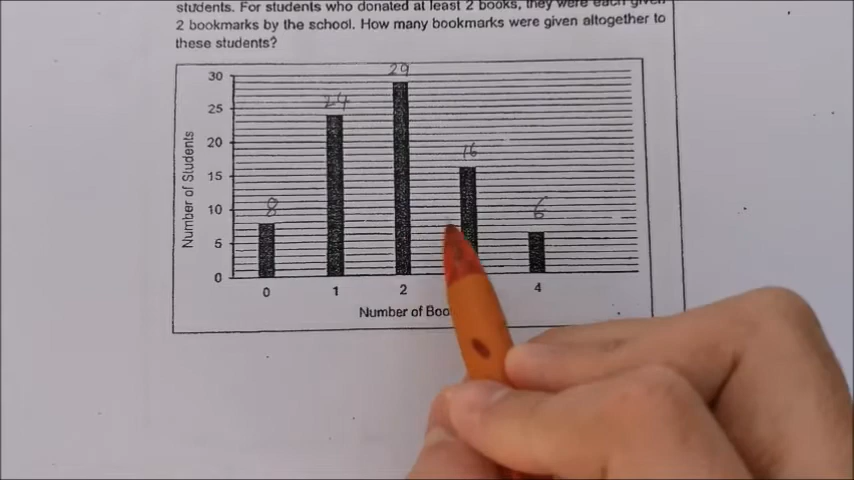 students. For students who donated at least 2 books, they were each given
2 bookmarks by the school. How many bookmarks were given altogether to
these students?
30
29
25
24
20
16
15
10
8
6
5
0
Number of Students
0 1 2 4
Number of Boo